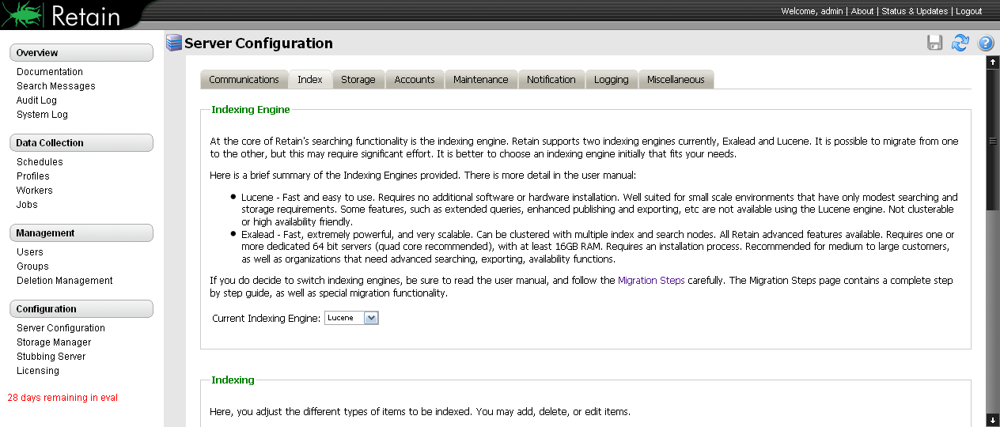 Retain
Welcome, admin | About | Status & Updates | Logout
Overview
Documentation
Search Messages
Audit Log
System Log
Data Collection
Schedules
Profiles
Workers
Jobs
Management
Users
Groups
Deletion Management
Configuration
Server Configuration
Storage Manager
Stubbing Server
Licensing
28 days remaining in eval
Server Configuration
Communications Index Storage Accounts Maintenance Notification Logging Miscellaneous
Indexing Engine
At the core of Retain's searching functionality is the indexing engine. Retain supports two indexing engines currently, Exalead and Lucene. It is possible to migrate from one
to the other, but this may require significant effort. It is better to choose an indexing engine initially that fits your needs.
Here is a brief summary of the Indexing Engines provided. There is more detail in the user manual:
• Lucene - Fast and easy to use. Requires no additional software or hardware installation. Well suited for small scale environments that have only modest searching and
storage requirements. Some features, such as extended queries, enhanced publishing and exporting, etc are not available using the Lucene engine. Not clusterable
or high availability friendly.
• Exalead - Fast, extremely powerful, and very scalable. Can be clustered with multiple index and search nodes. All Retain advanced features available. Requires one or
more dedicated 64 bit servers (quad core recommended), with at least 16GB RAM. Requires an installation process. Recommended for medium to large customers,
as well as organizations that need advanced searching, exporting, availability functions.
If you do decide to switch indexing engines, be sure to read the user manual, and follow the Migration Steps carefully. The Migration Steps page contains a complete step
by step guide, as well as special migration functionality.
Current Indexing Engine: Lucene
Indexing
Here, you adjust the different types of items to be indexed. You may add, delete, or edit items.